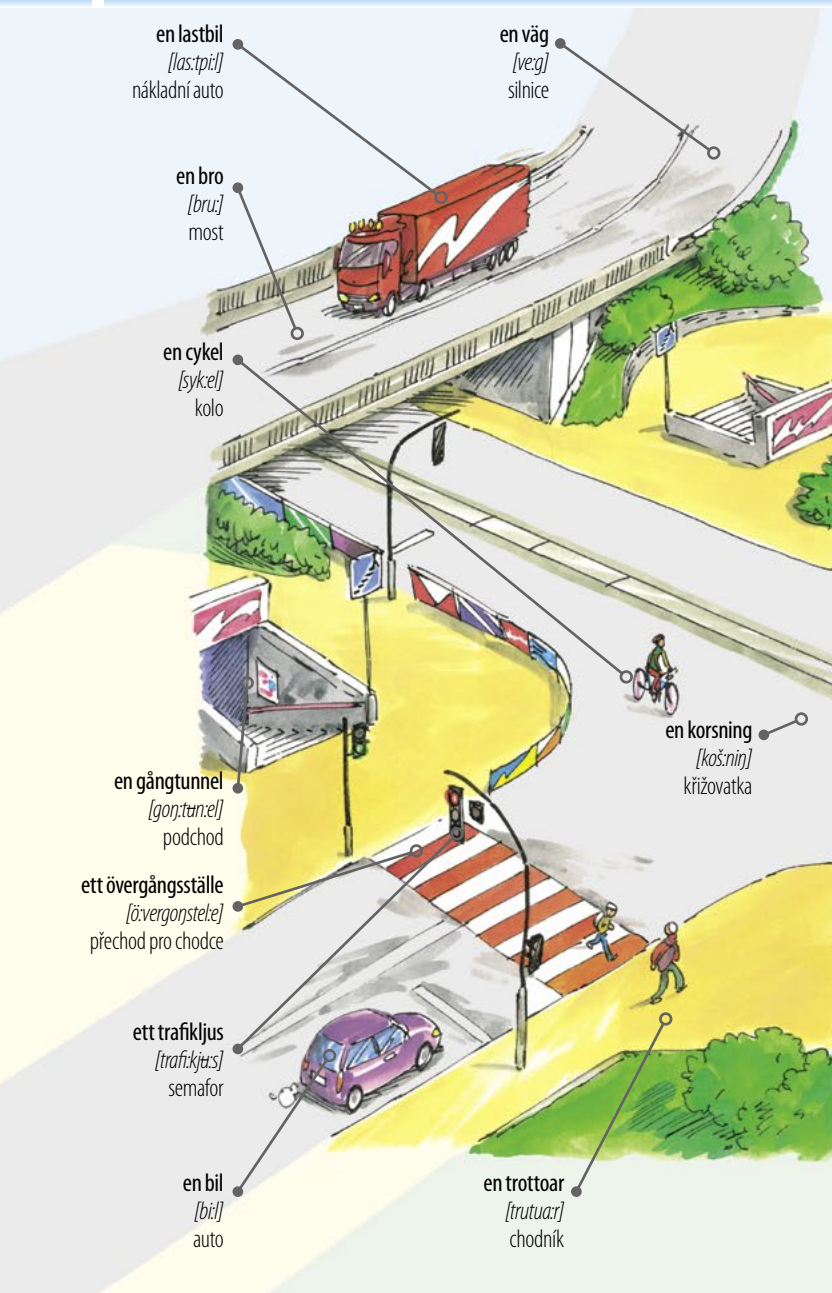 en lastbil
[las:tpi:l]
nákladní auto
en väg
[ve:g]
silnice
en bro
[bru:]
most
en cykel
[syk:el]
kolo
en korsning
[koš:niŋ]
křižovatka
en gångtunnel
[goŋ:tʉn:el]
podchod
ett övergångsställe
[ö:vergoŋstel:e]
přechod pro chodce
ett trafikljus
[trafi:kjʉ:s]
semafor
en bil
[bi:l]
auto
en trottoar
[trutua:r]
chodník